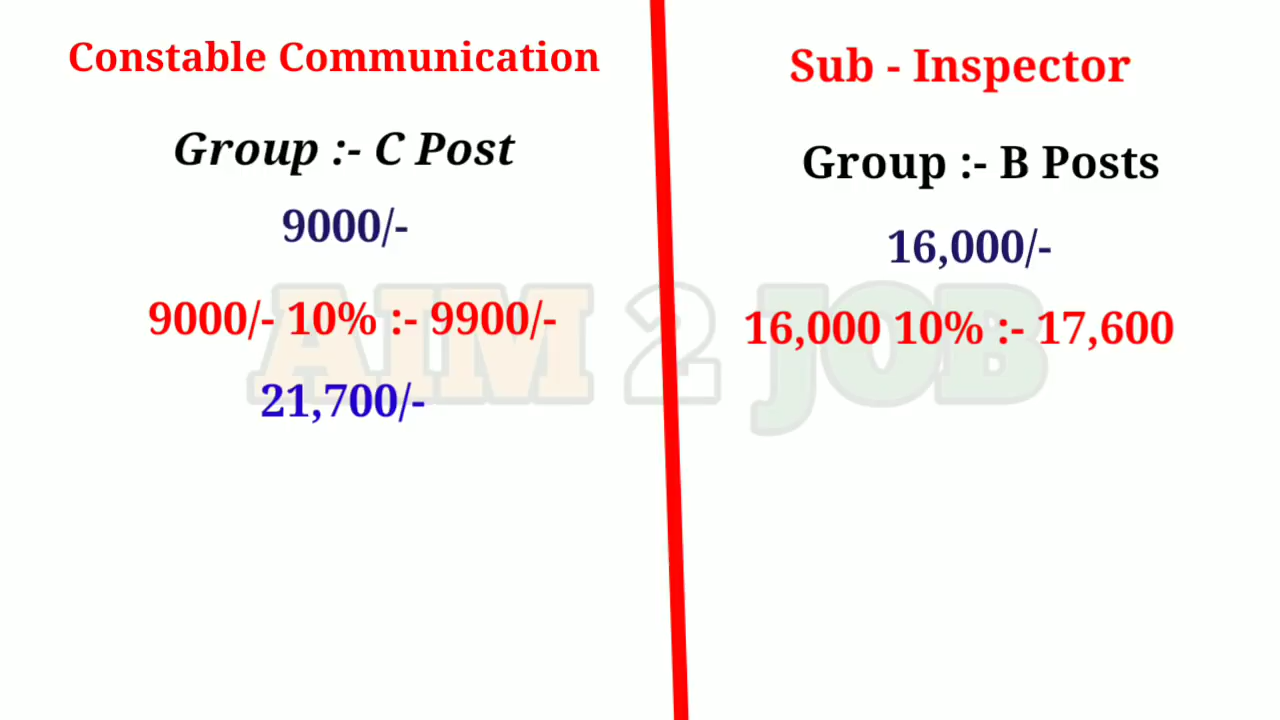 Constable Communication
Group :- C Post
9000/-
9000/- 10% :- 9900/-
21,700/-
Sub - Inspector
Group :- B Posts
16,000/-
16,000 10% :- 17,600
AIM 2 JOB